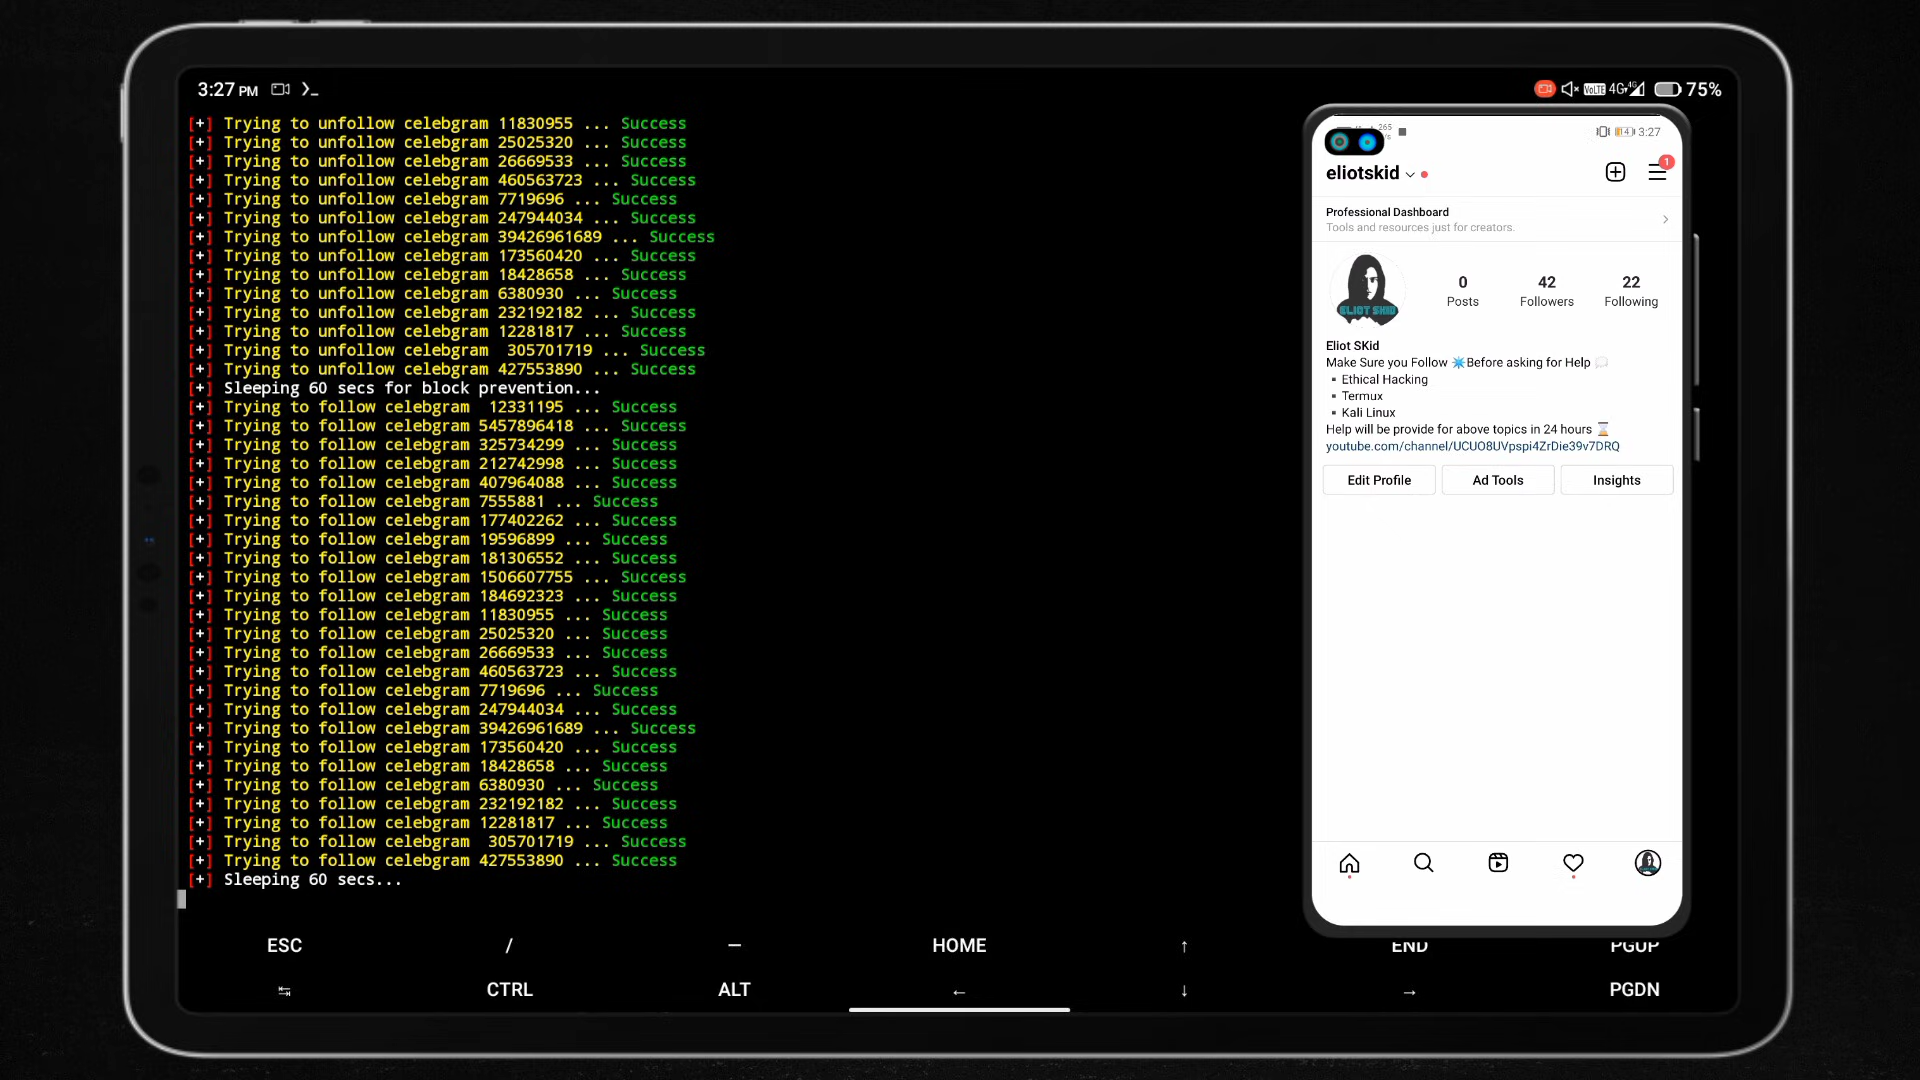 3:27 PM
75%
[+] Trying to unfollow celebgram 11830955 ... Success
[+] Trying to unfollow celebgram 25025320 ... Success
[+] Trying to unfollow celebgram 26669533 ... Success
[+] Trying to unfollow celebgram 460563723 ... Success
[+] Trying to unfollow celebgram 7719696 ... Success
[+] Trying to unfollow celebgram 247944034 ... Success
[+] Trying to unfollow celebgram 39426961689 ... Success
[+] Trying to unfollow celebgram 173560420 ... Success
[+] Trying to unfollow celebgram 18428658 ... Success
[+] Trying to unfollow celebgram 6380930 ... Success
[+] Trying to unfollow celebgram 232192182 ... Success
[+] Trying to unfollow celebgram 12281817 ... Success
[+] Trying to unfollow celebgram  305701719 ... Success
[+] Trying to unfollow celebgram 427553890 ... Success
[+] Sleeping 60 secs for block prevention...
[+] Trying to follow celebgram  12331195 ... Success
[+] Trying to follow celebgram 5457896418 ... Success
[+] Trying to follow celebgram 325734299 ... Success
[+] Trying to follow celebgram 212742998 ... Success
[+] Trying to follow celebgram 407964088 ... Success
[+] Trying to follow celebgram 7555881 ... Success
[+] Trying to follow celebgram 177402262 ... Success
[+] Trying to follow celebgram 19596899 ... Success
[+] Trying to follow celebgram 181306552 ... Success
[+] Trying to follow celebgram 1506607755 ... Success
[+] Trying to follow celebgram 184692323 ... Success
[+] Trying to follow celebgram 11830955 ... Success
[+] Trying to follow celebgram 25025320 ... Success
[+] Trying to follow celebgram 26669533 ... Success
[+] Trying to follow celebgram 460563723 ... Success
[+] Trying to follow celebgram 7719696 ... Success
[+] Trying to follow celebgram 247944034 ... Success
[+] Trying to follow celebgram 39426961689 ... Success
[+] Trying to follow celebgram 173560420 ... Success
[+] Trying to follow celebgram 18428658 ... Success
[+] Trying to follow celebgram 6380930 ... Success
[+] Trying to follow celebgram 232192182 ... Success
[+] Trying to follow celebgram 12281817 ... Success
[+] Trying to follow celebgram  305701719 ... Success
[+] Trying to follow celebgram 427553890 ... Success
[+] Sleeping 60 secs...
3:27
eliotskid
1
Professional Dashboard
Tools and resources just for creators.
0 42 22
Posts Followers Following
ELIOT SKID
Eliot SKid
Make Sure you Follow Before asking for Help
▪ Ethical Hacking
▪ Termux
▪ Kali Linux
Help will be provide for above topics in 24 hours
youtube.com/channel/UCUO8UVpspi4ZrDie39v7DRQ
Edit Profile Ad Tools Insights
ESC / — HOME ↑ END PGUP
↹ CTRL ALT ← ↓ → PGDN